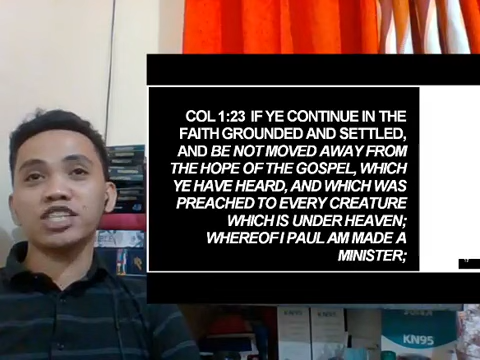 COL 1:23 IF YE CONTINUE IN THE
FAITH GROUNDED AND SETTLED,
AND BE NOT MOVED AWAY FROM
THE HOPE OF THE GOSPEL, WHICH
YE HAVE HEARD, AND WHICH WAS
PREACHED TO EVERY CREATURE
WHICH IS UNDER HEAVEN;
WHEREOF I PAUL AM MADE A
MINISTER;
KN95
KN95